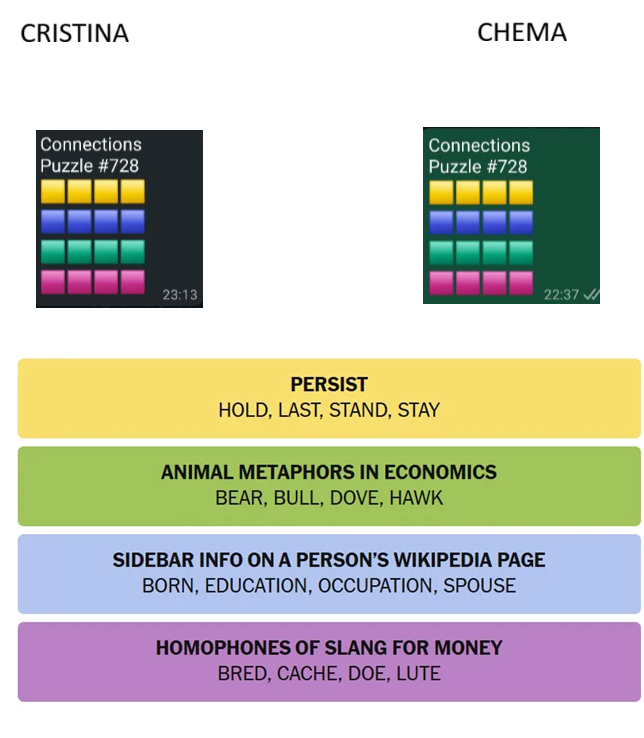 CRISTINA
CHEMA
Connections
Puzzle #728
23:13
Connections
Puzzle #728
22:37
PERSIST
HOLD, LAST, STAND, STAY
ANIMAL METAPHORS IN ECONOMICS
BEAR, BULL, DOVE, HAWK
SIDEBAR INFO ON A PERSON'S WIKIPEDIA PAGE
BORN, EDUCATION, OCCUPATION, SPOUSE
HOMOPHONES OF SLANG FOR MONEY
BRED, CACHE, DOE, LUTE